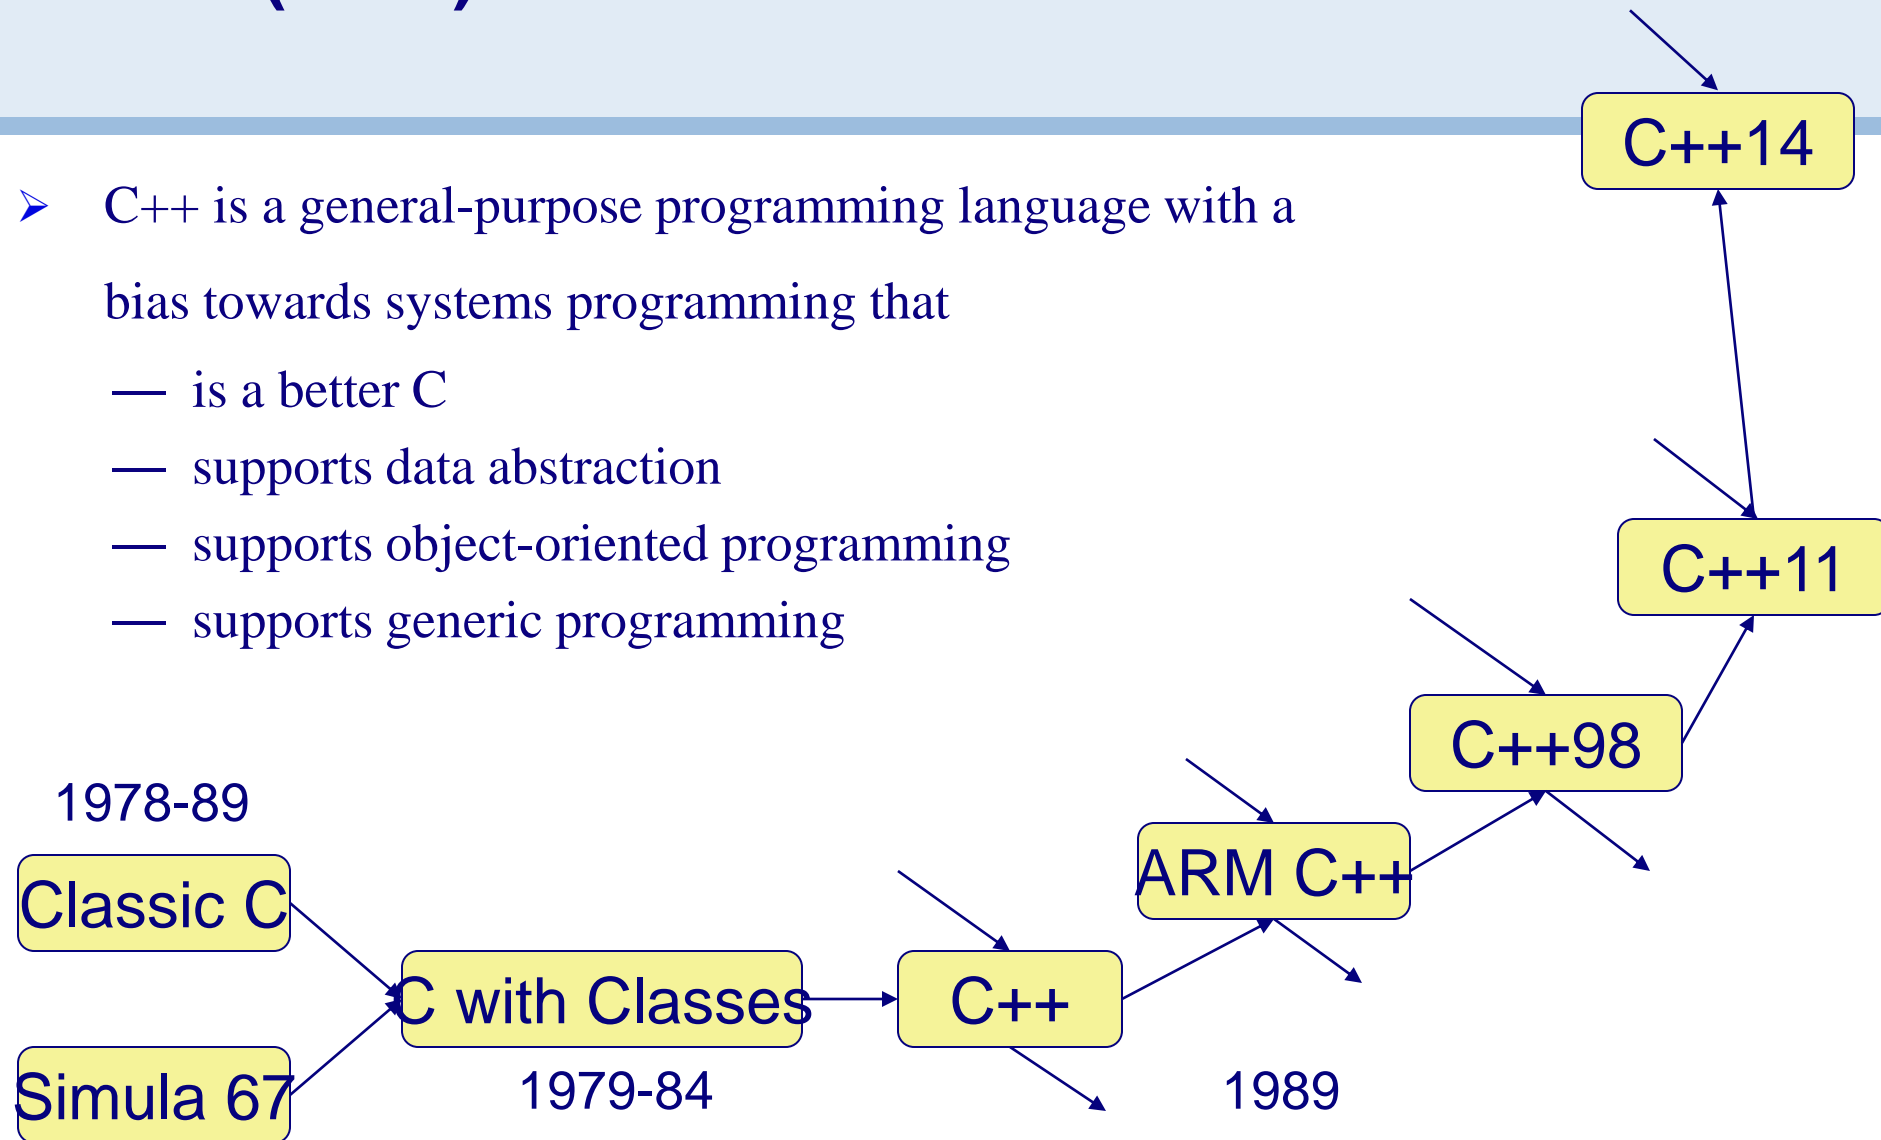 C++14
C++ is a general-purpose programming language with a
bias towards systems programming that
— is a better C
— supports data abstraction
— supports object-oriented programming
— supports generic programming
C++11
C++98
1978-89
ARM C++
Classic C
C with Classes
C++
Simula 67
1979-84
1989